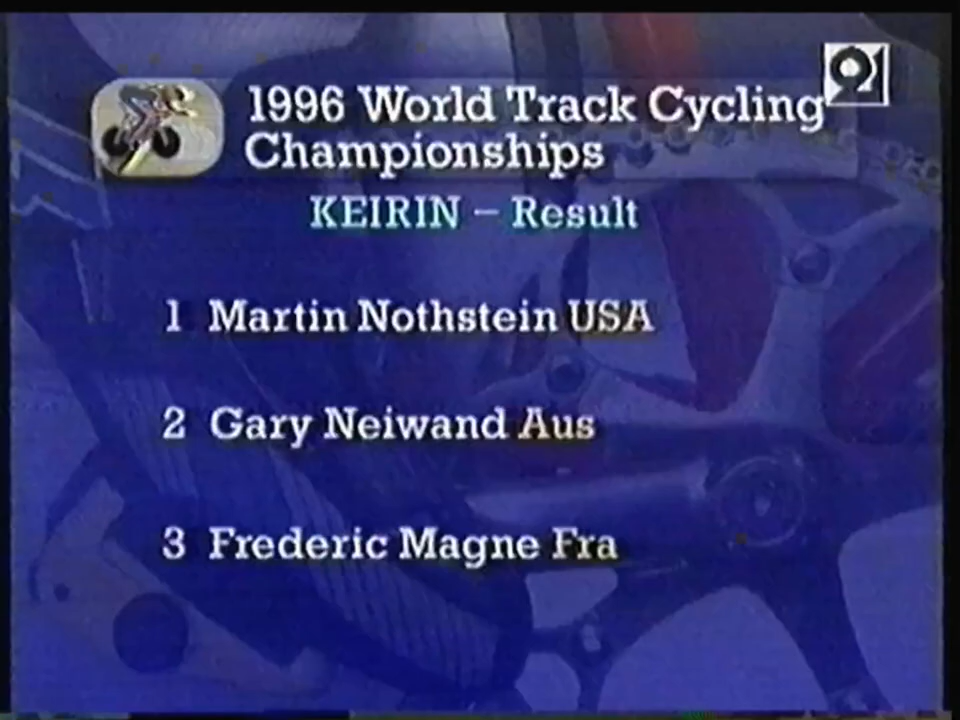 1996 World Track Cycling
Championships
KEIRIN – Result
1 Martin Nothstein USA
2 Gary Neiwand Aus
3 Frederic Magne Fra